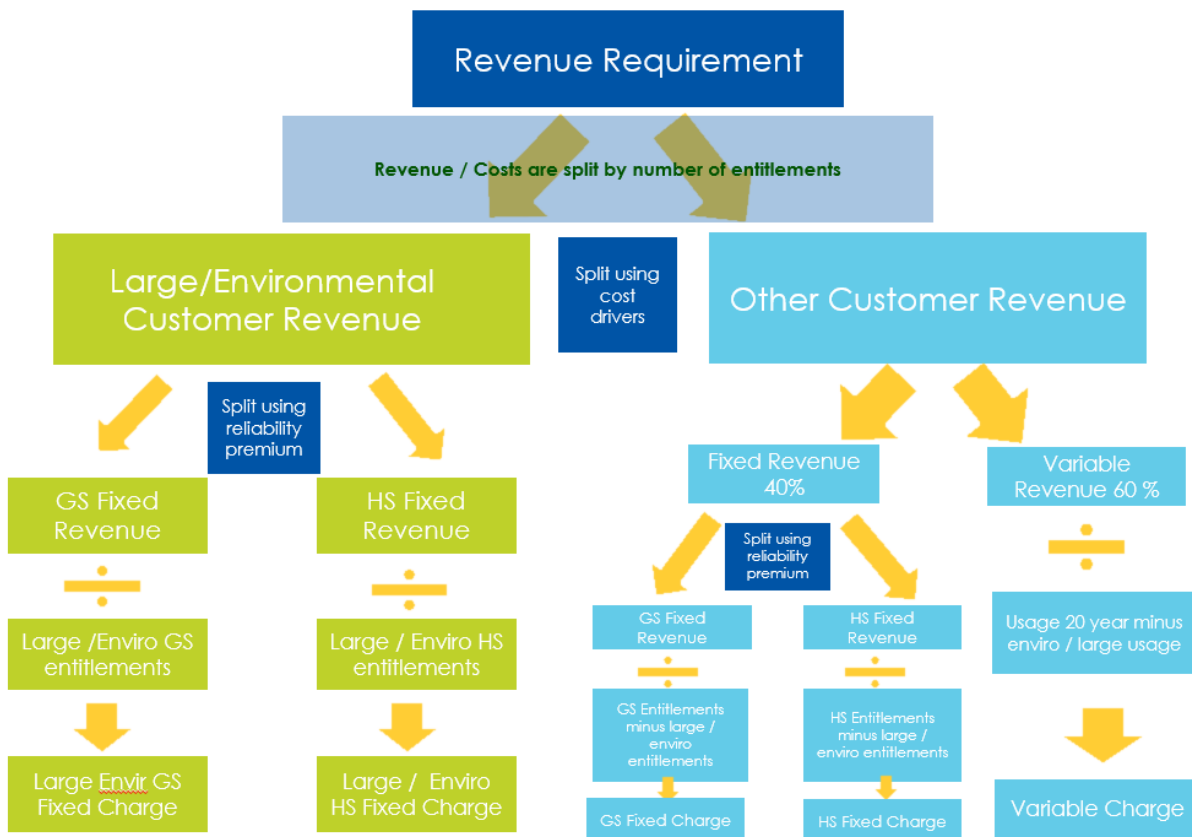 Revenue Requirement
Revenue / Costs are split by number of entitlements
Large/Environmental
Customer Revenue
Split using
cost
drivers
Other Customer Revenue
Split using
reliability
premium
Fixed Revenue
40%
Variable
Revenue 60 %
GS Fixed
Revenue
HS Fixed
Revenue
Split using
reliability
premium
GS Fixed
Revenue
HS Fixed
Revenue
Large /Enviro GS
entitlements
Large / Enviro HS
entitlements
Usage 20 year minus
enviro / large usage
GS Entitlements
minus large /
enviro
entitlements
HS Entitlements
minus large /
enviro entitlements
Large Envir GS
Fixed Charge
Large / Enviro
HS Fixed Charge
GS Fixed Charge
HS Fixed Charge
Variable Charge